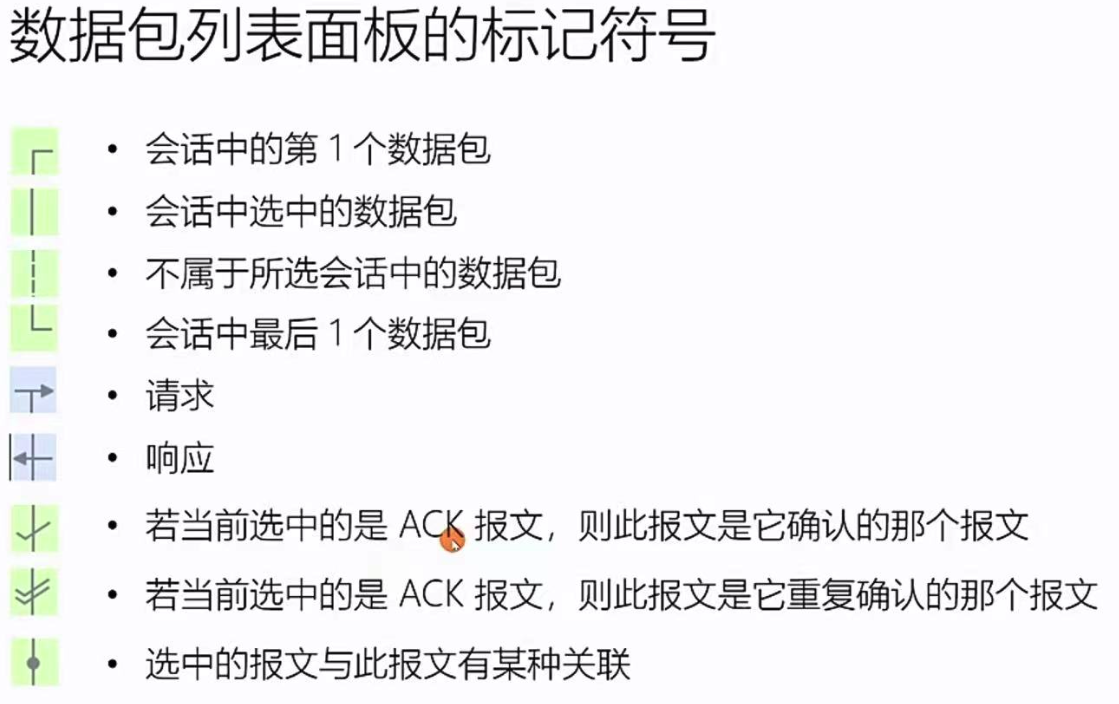 数据包列表面板的标记符号
• 会话中的第 1 个数据包
• 会话中选中的数据包
• 不属于所选会话中的数据包
• 会话中最后 1 个数据包
• 请求
• 响应
• 若当前选中的是 ACK 报文，则此报文是它确认的那个报文
• 若当前选中的是 ACK 报文，则此报文是它重复确认的那个报文
• 选中的报文与此报文有某种关联